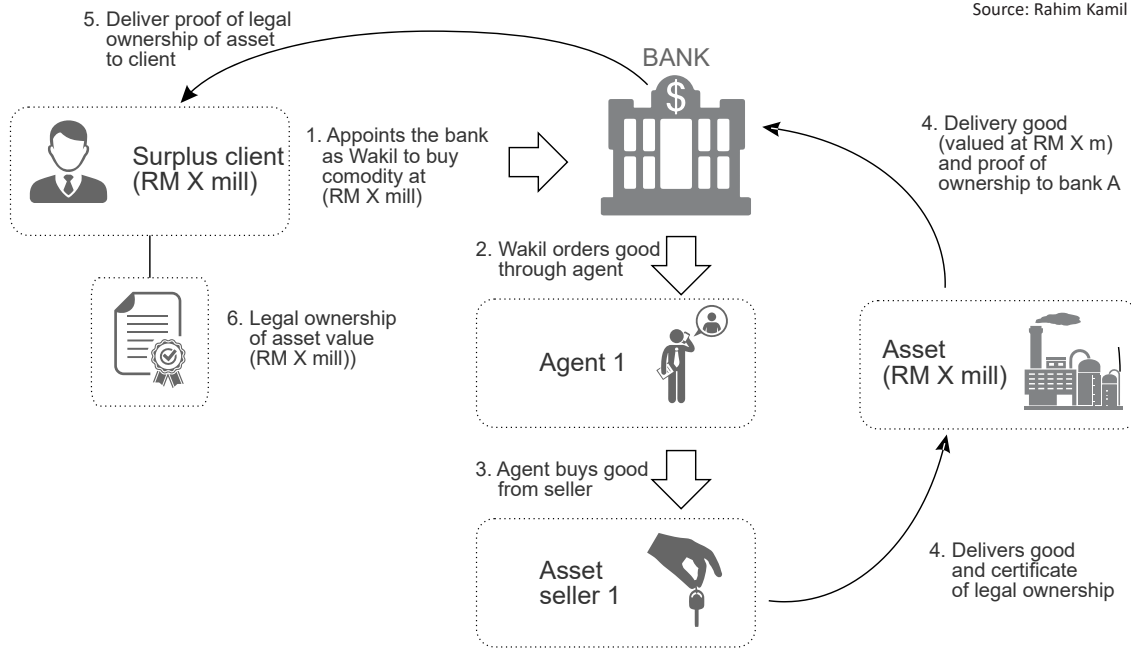 Source: Rahim Kamil
5. Deliver proof of legal
ownership of asset
to client
BANK
$
Surplus client
(RM X mill)
1. Appoints the bank
as Wakil to buy
comodity at
(RM X mill)
4. Delivery good
(valued at RM X m)
and proof of
ownership to bank A
2. Wakil orders good
through agent
6. Legal ownership
of asset value
(RM X mill))
Agent 1
Asset
(RM X mill)
3. Agent buys good
from seller
Asset
seller 1
4. Delivers good
and certificate
of legal ownership